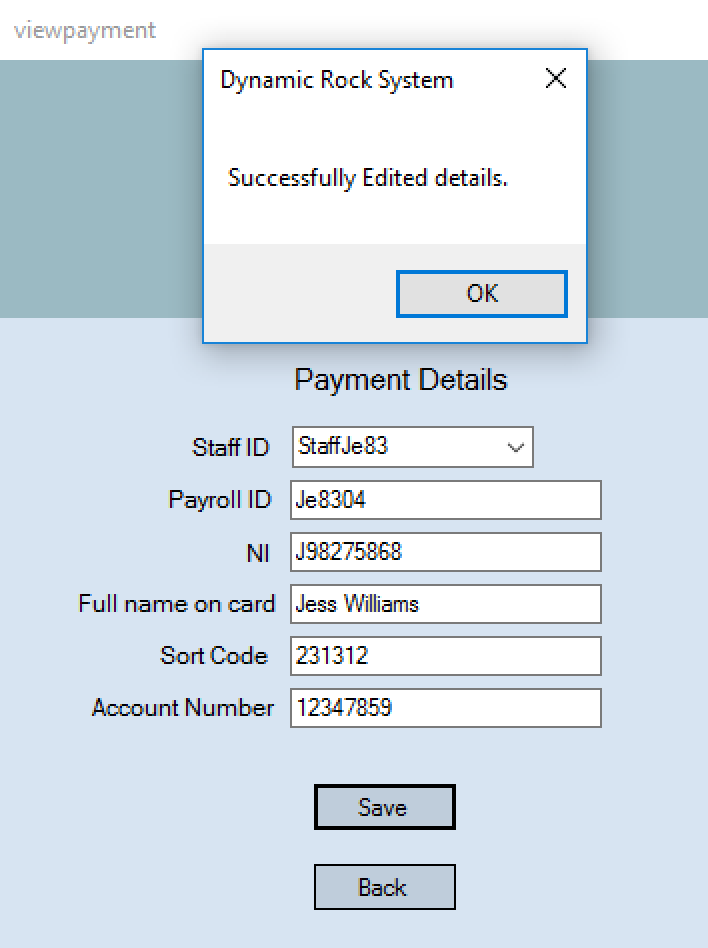 viewpayment
Dynamic Rock System
Successfully Edited details.
OK
Payment Details
Staff ID StaffJe83
Payroll ID Je8304
NI J98275868
Full name on card Jess Williams
Sort Code 231312
Account Number 12347859
Save
Back